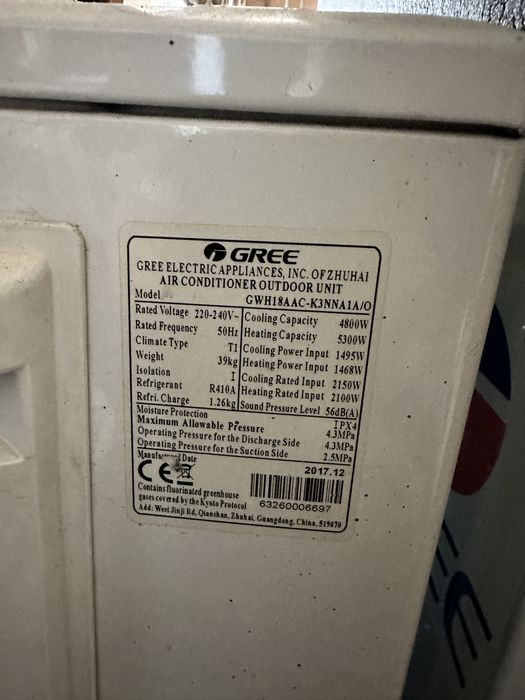 GREE
GREE ELECTRIC APPLIANCES, INC. OF ZHUHAI
AIR CONDITIONER OUTDOOR UNIT
Model GWH18AAC-K3NNA1A/O
Rated Voltage 220-240V~ Cooling Capacity 4800W
Rated Frequency 50Hz Heating Capacity 5300W
Climate Type T1 Cooling Power Input 1495W
Weight 39kg Heating Power Input 1468W
Isolation I Cooling Rated Input 2150W
Refrigerant R410A Heating Rated Input 2100W
Refri. Charge 1.26kg Sound Pressure Level 56dB(A)
Moisture Protection IPX4
Maximum Allowable Pressure 4.3MPa
Operating Pressure for the Discharge Side 4.3MPa
Operating Pressure for the Suction Side 2.5MPa
Manufactured Date 2017.12
CE
Contains fluorinated greenhouse
gases covered by the Kyoto Protocol
63260006697
Add: West Jinji Rd, Qianshan, Zhuhai, Guangdong, China, 519070